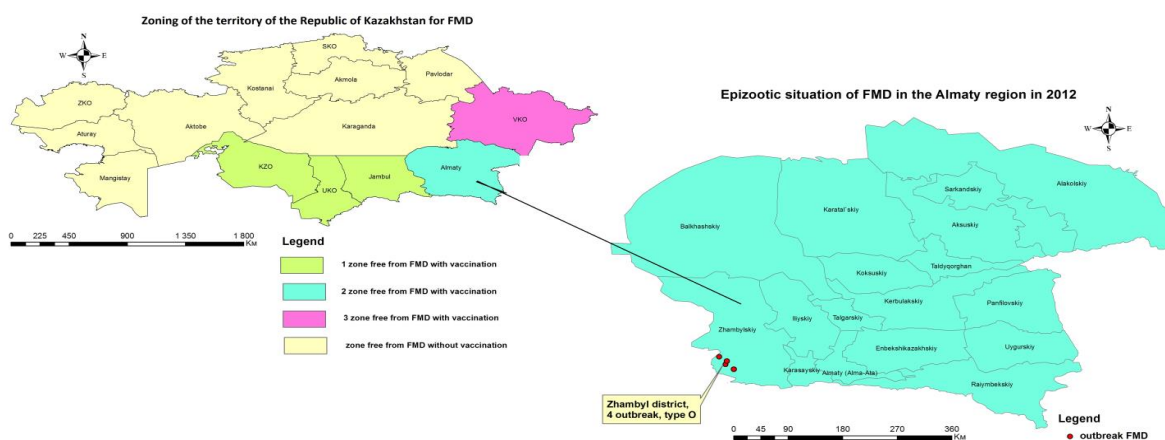 Zoning of the territory of the Republic of Kazakhstan for FMD
N
W E
S
SKO
Kostanai
Akmola
Pavlodar
ZKO
Aturay
Aktobe
Karaganda
VKO
Mangistay
KZO
UKO
Jambul
Almaty
0 225 450 900 1 350 1 800
Км
Legend
1 zone free from FMD with vaccination
2 zone free from FMD with vaccination
3 zone free from FMD with vaccination
zone free from FMD without vaccination
Epizootic situation of FMD in the Almaty region in 2012
N
W E
S
Balkhashskiy
Karatal`skiy
Sarkandskiy
Alakolskiy
Aksuskiy
Koksuskiy
Taldyqorghan
Kerbulakskiy
Panfilovskiy
Zhambylskiy
Iliyskiy
Talgarskiy
Enbekshikazakhskiy
Uygurskiy
Karasayskiy
Almaty (Alma-Ata)
Raiymbekskiy
Zhambyl district,
4 outbreak, type O
0 45 90 180 270 360
Км
Legend
outbreak FMD